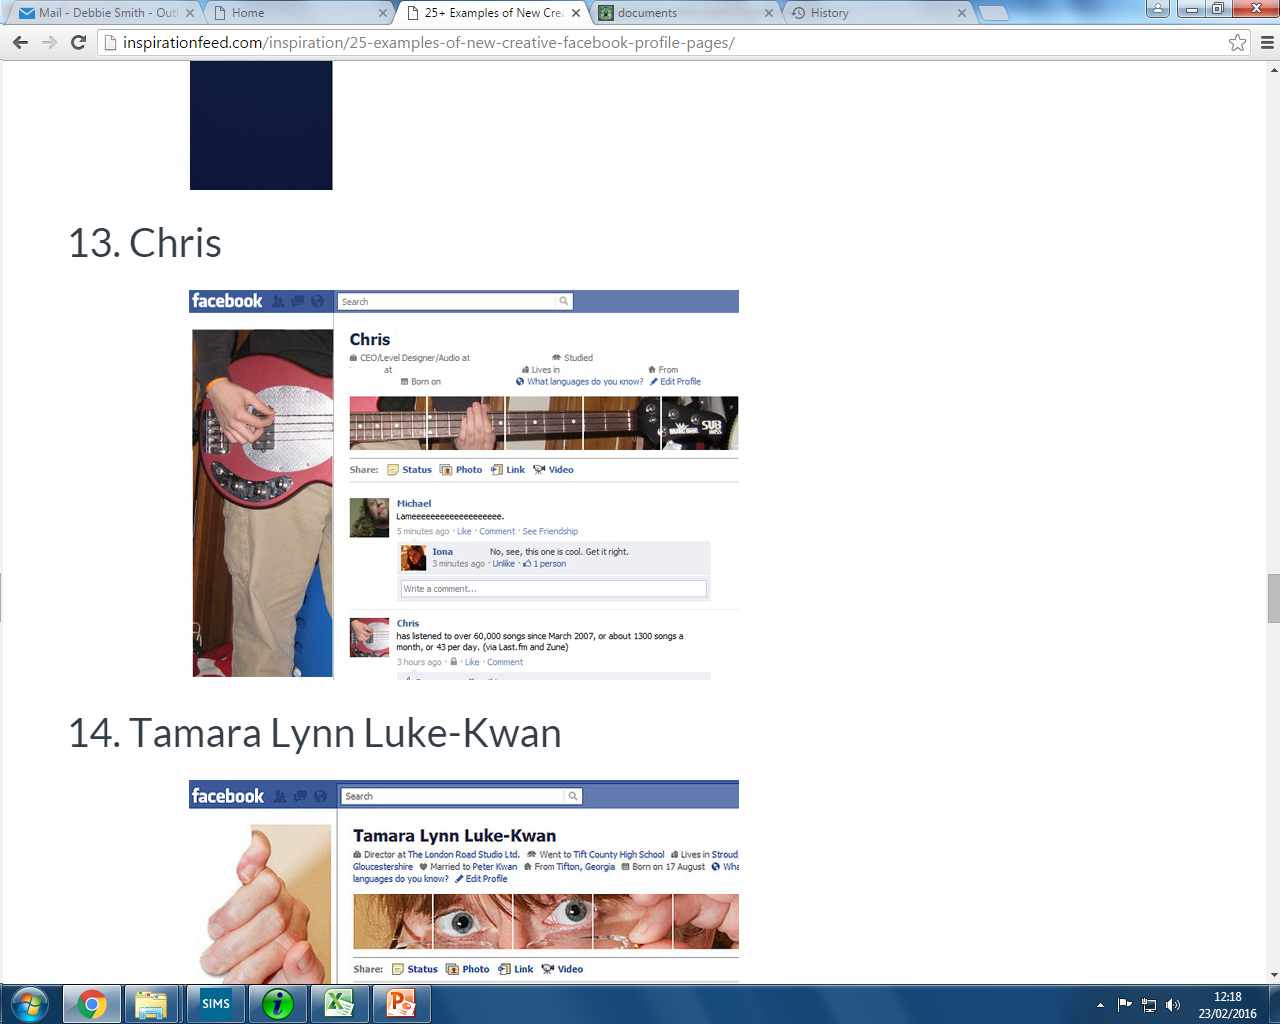 Mail - Debbie Smith - Outl
Home
25+ Examples of New Crea
documents
History
inspirationfeed.com/inspiration/25-examples-of-new-creative-facebook-profile-pages/
13. Chris
facebook
Search
Chris
CEO/Level Designer/Audio at Studied
at Lives in From
Born on What languages do you know? Edit Profile
SUB
Share: Status Photo Link Video
Michael
Lameeeeeeeeeeeeeeeeeee.
5 minutes ago · Like · Comment · See Friendship
Iona No, see, this one is cool. Get it right.
3 minutes ago · Unlike · 1 person
Write a comment...
Chris
has listened to over 60,000 songs since March 2007, or about 1300 songs a
month, or 43 per day. (via Last.fm and Zune)
3 hours ago · Like · Comment
14. Tamara Lynn Luke-Kwan
facebook
Search
Tamara Lynn Luke-Kwan
Director at The London Road Studio Ltd. Went to Tift County High School Lives in Stroud,
Gloucestershire Married to Peter Kwan From Tifton, Georgia Born on 17 August Wha
languages do you know? Edit Profile
Share: Status Photo Link Video
SIMS
12:18
23/02/2016